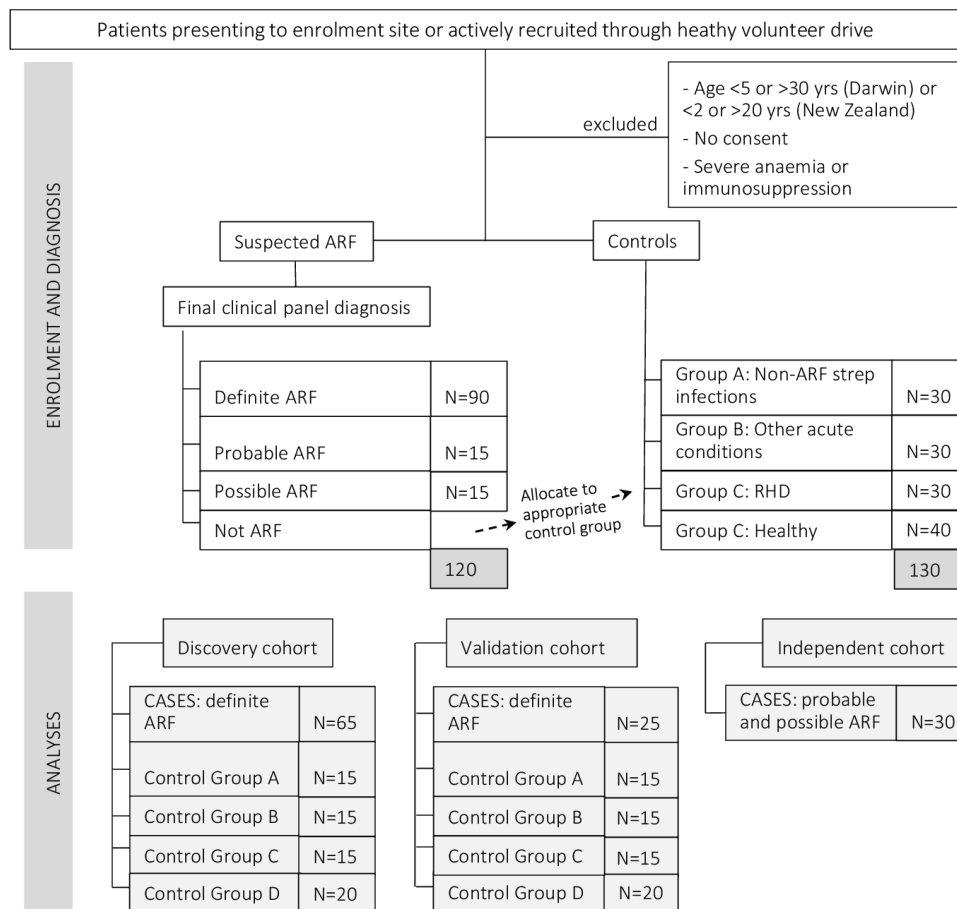 Patients presenting to enrolment site or actively recruited through heathy volunteer drive
ENROLMENT AND DIAGNOSIS
excluded
- Age <5 or >30 yrs (Darwin) or
<2 or >20 yrs (New Zealand)
- No consent
- Severe anaemia or
immunosuppression
Suspected ARF
Controls
Final clinical panel diagnosis
Definite ARF
N=90
Probable ARF
N=15
Possible ARF
N=15
Not ARF
120
Allocate to
appropriate
control group
Group A: Non-ARF strep
infections
N=30
Group B: Other acute
conditions
N=30
Group C: RHD
N=30
Group C: Healthy
N=40
130
ANALYSES
Discovery cohort
CASES: definite
ARF
N=65
Control Group A
N=15
Control Group B
N=15
Control Group C
N=15
Control Group D
N=20
Validation cohort
CASES: definite
ARF
N=25
Control Group A
N=15
Control Group B
N=15
Control Group C
N=15
Control Group D
N=20
Independent cohort
CASES: probable
and possible ARF
N=30